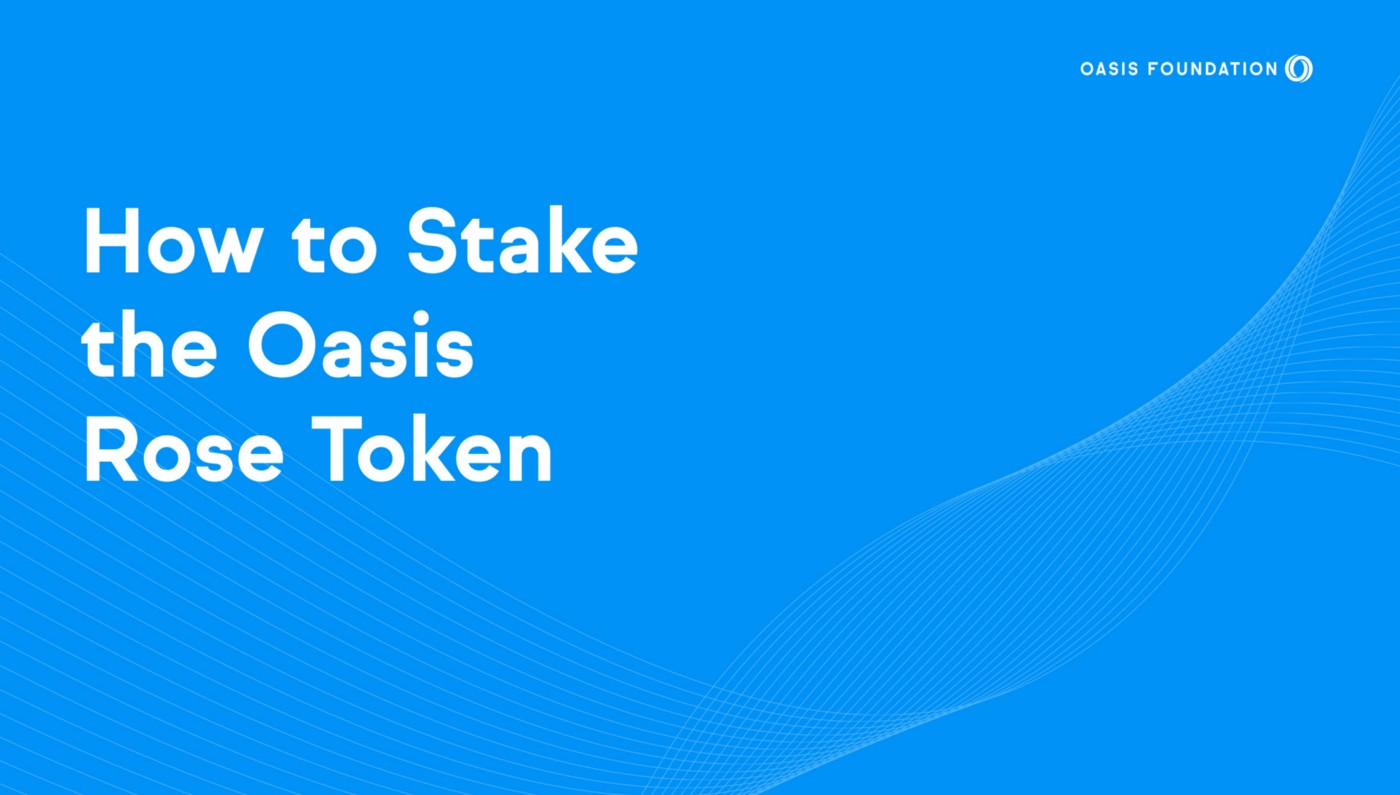 OASIS FOUNDATION
How to Stake
the Oasis
Rose Token